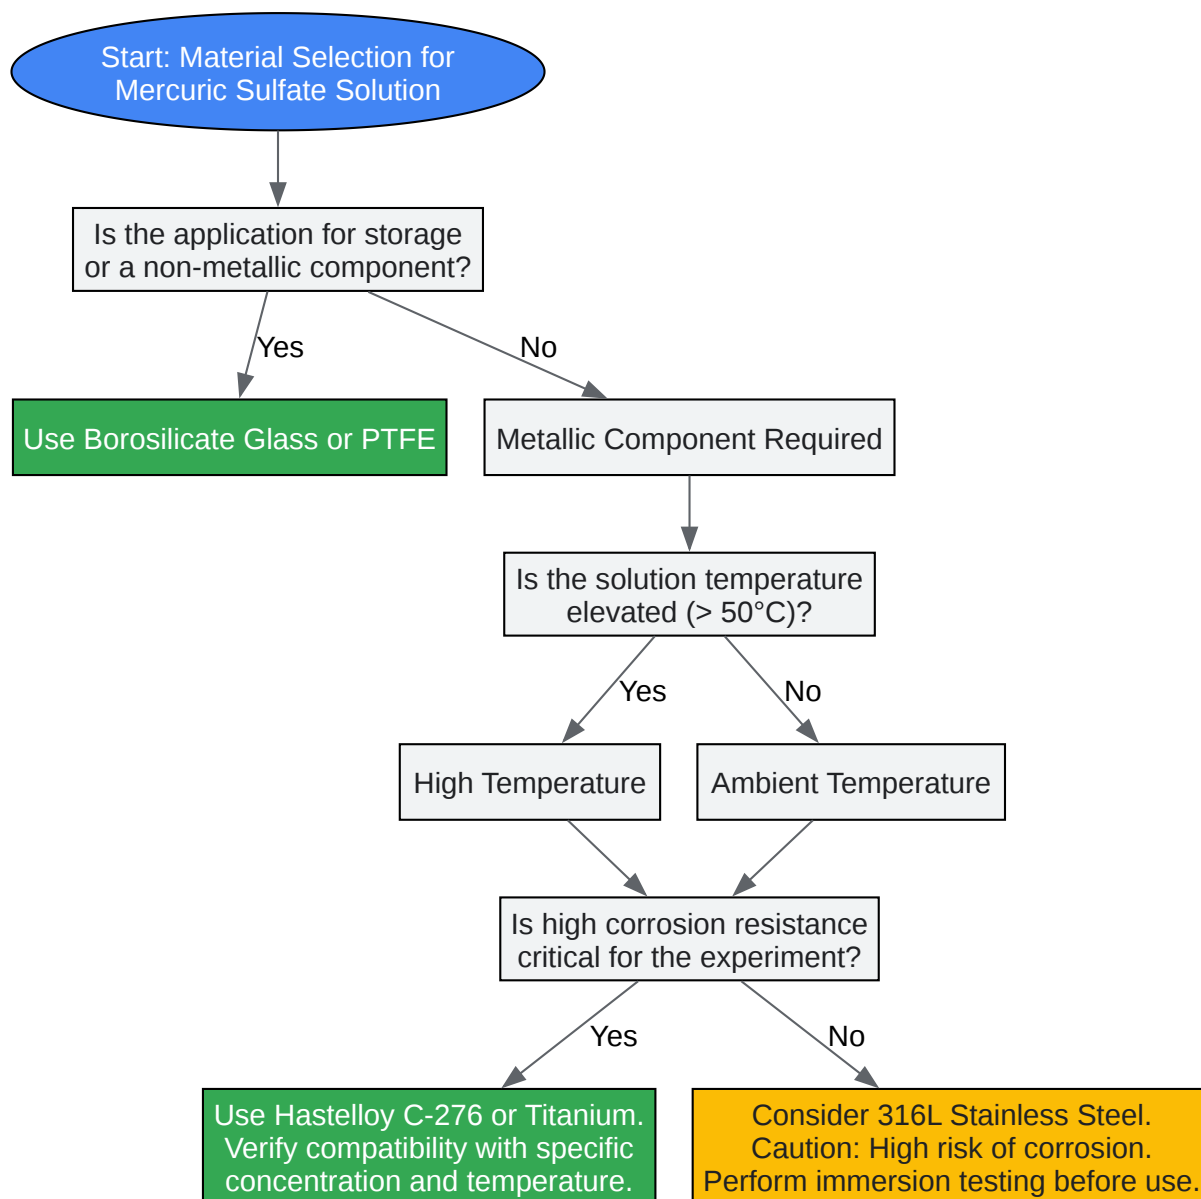 Start: Material Selection for
Mercuric Sulfate Solution
Is the application for storage
or a non-metallic component?
Yes
No
Use Borosilicate Glass or PTFE
Metallic Component Required
Is the solution temperature
elevated (> 50°C)?
Yes
No
High Temperature
Ambient Temperature
Is high corrosion resistance
critical for the experiment?
Yes
No
Use Hastelloy C-276 or Titanium.
Verify compatibility with specific
concentration and temperature.
Consider 316L Stainless Steel.
Caution: High risk of corrosion.
Perform immersion testing before use.